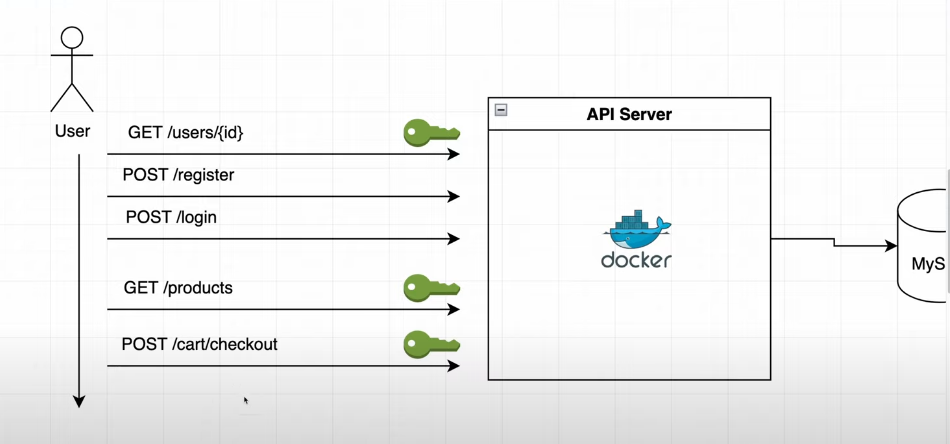 User
GET /users/{id}
POST /register
POST /login
GET /products
POST /cart/checkout
API Server
docker
MyS